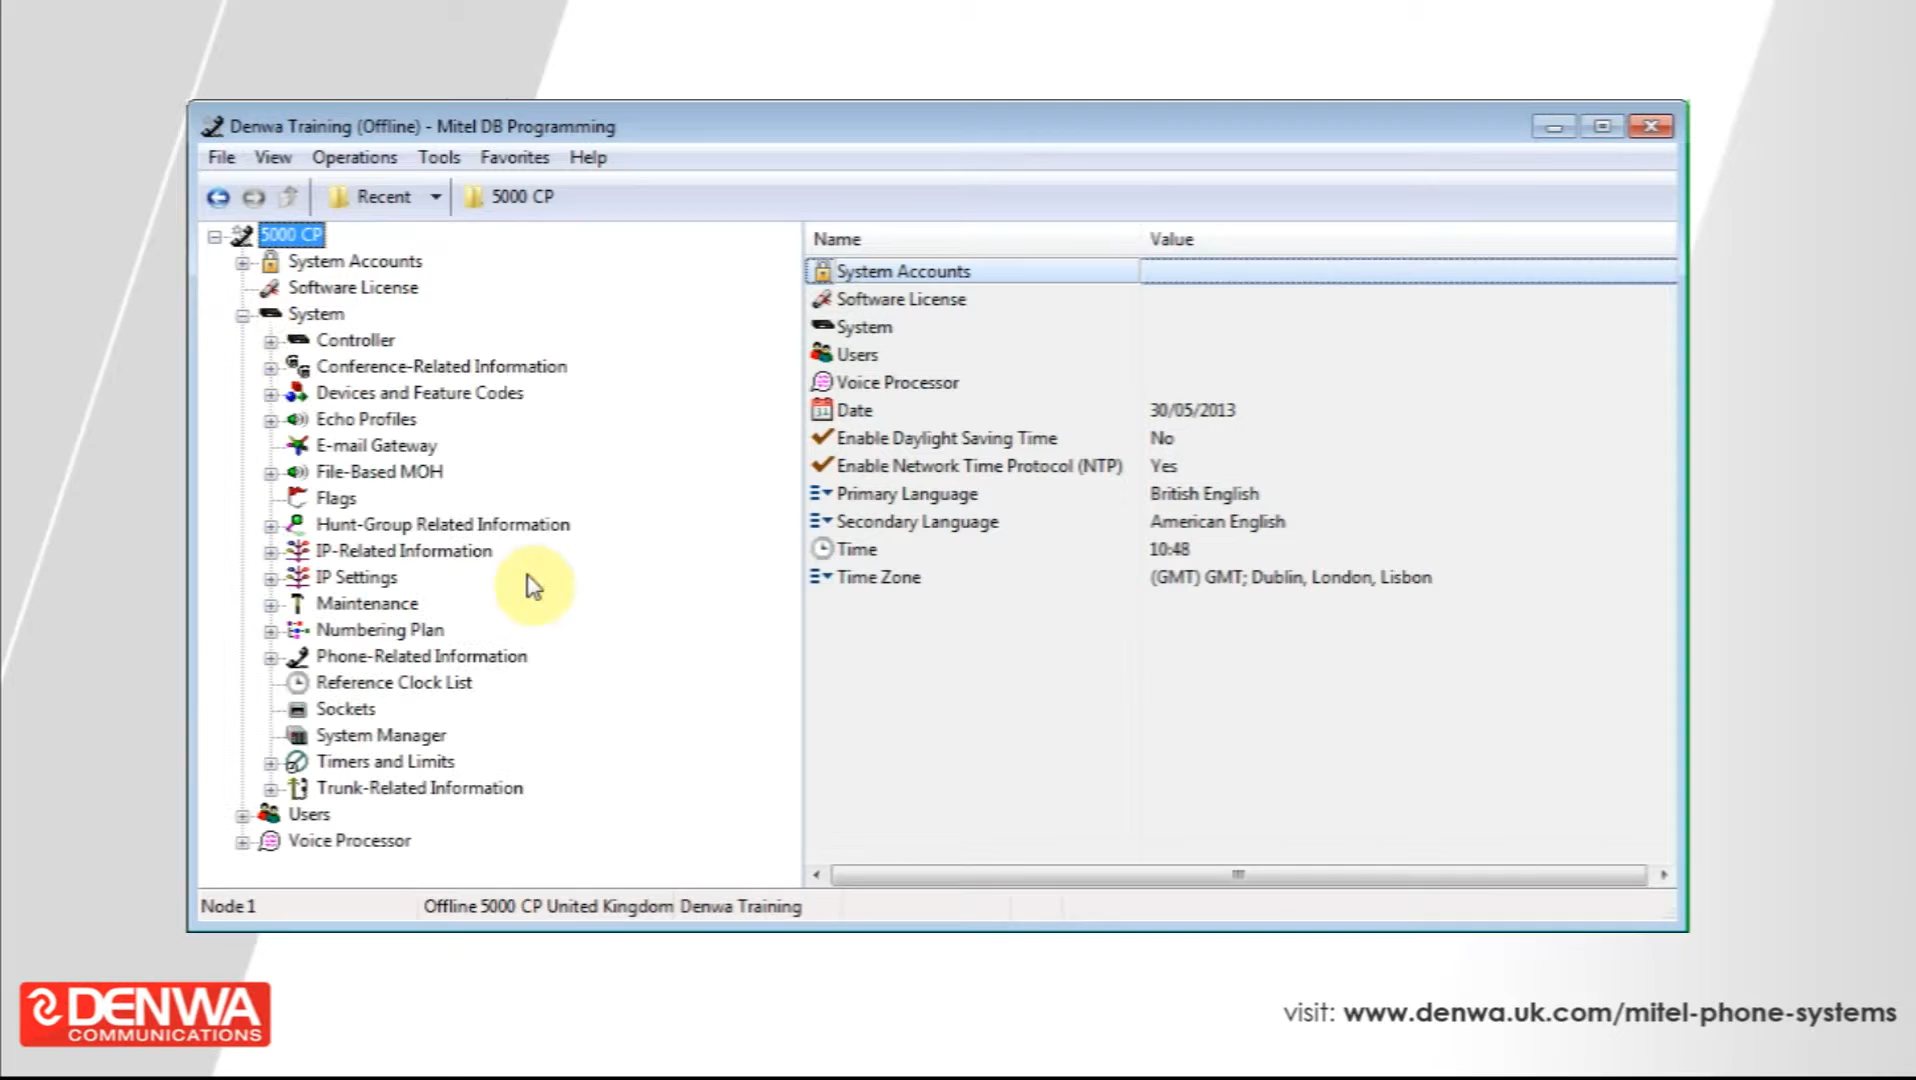 Denwa Training (Offline) - Mitel DB Programming
File View Operations Tools Favorites Help
Recent 5000 CP
5000 CP
System Accounts
Software License
System
Controller
Conference-Related Information
Devices and Feature Codes
Echo Profiles
E-mail Gateway
File-Based MOH
Flags
Hunt-Group Related Information
IP-Related Information
IP Settings
Maintenance
Numbering Plan
Phone-Related Information
Reference Clock List
Sockets
System Manager
Timers and Limits
Trunk-Related Information
Users
Voice Processor
Name Value
System Accounts
Software License
System
Users
Voice Processor
Date 30/05/2013
Enable Daylight Saving Time No
Enable Network Time Protocol (NTP) Yes
Primary Language British English
Secondary Language American English
Time 10:48
Time Zone (GMT) GMT; Dublin, London, Lisbon
Node1 Offline 5000 CP United Kingdom Denwa Training
DENWA
COMMUNICATIONS
visit: www.denwa.uk.com/mitel-phone-systems